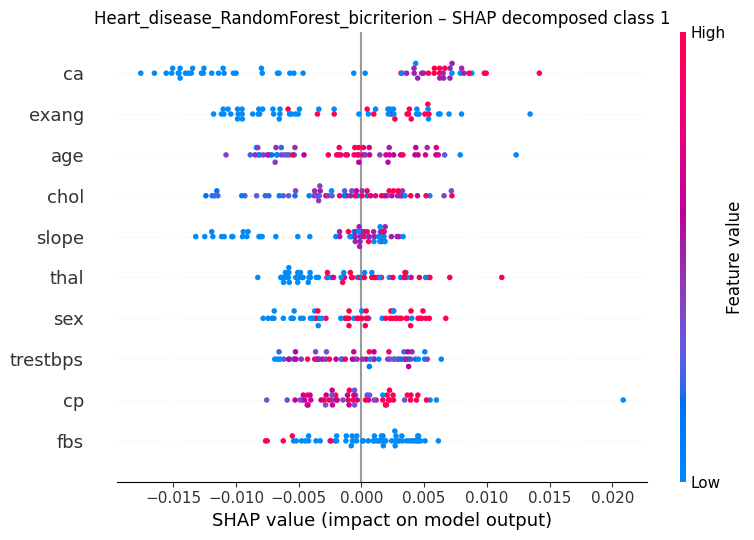 Heart_disease_RandomForest_bicriterion – SHAP decomposed class 1
High
ca
exang
age
chol
slope
thal
sex
trestbps
cp
fbs
Feature value
Low
−0.015 −0.010 −0.005 0.000 0.005 0.010 0.015 0.020
SHAP value (impact on model output)